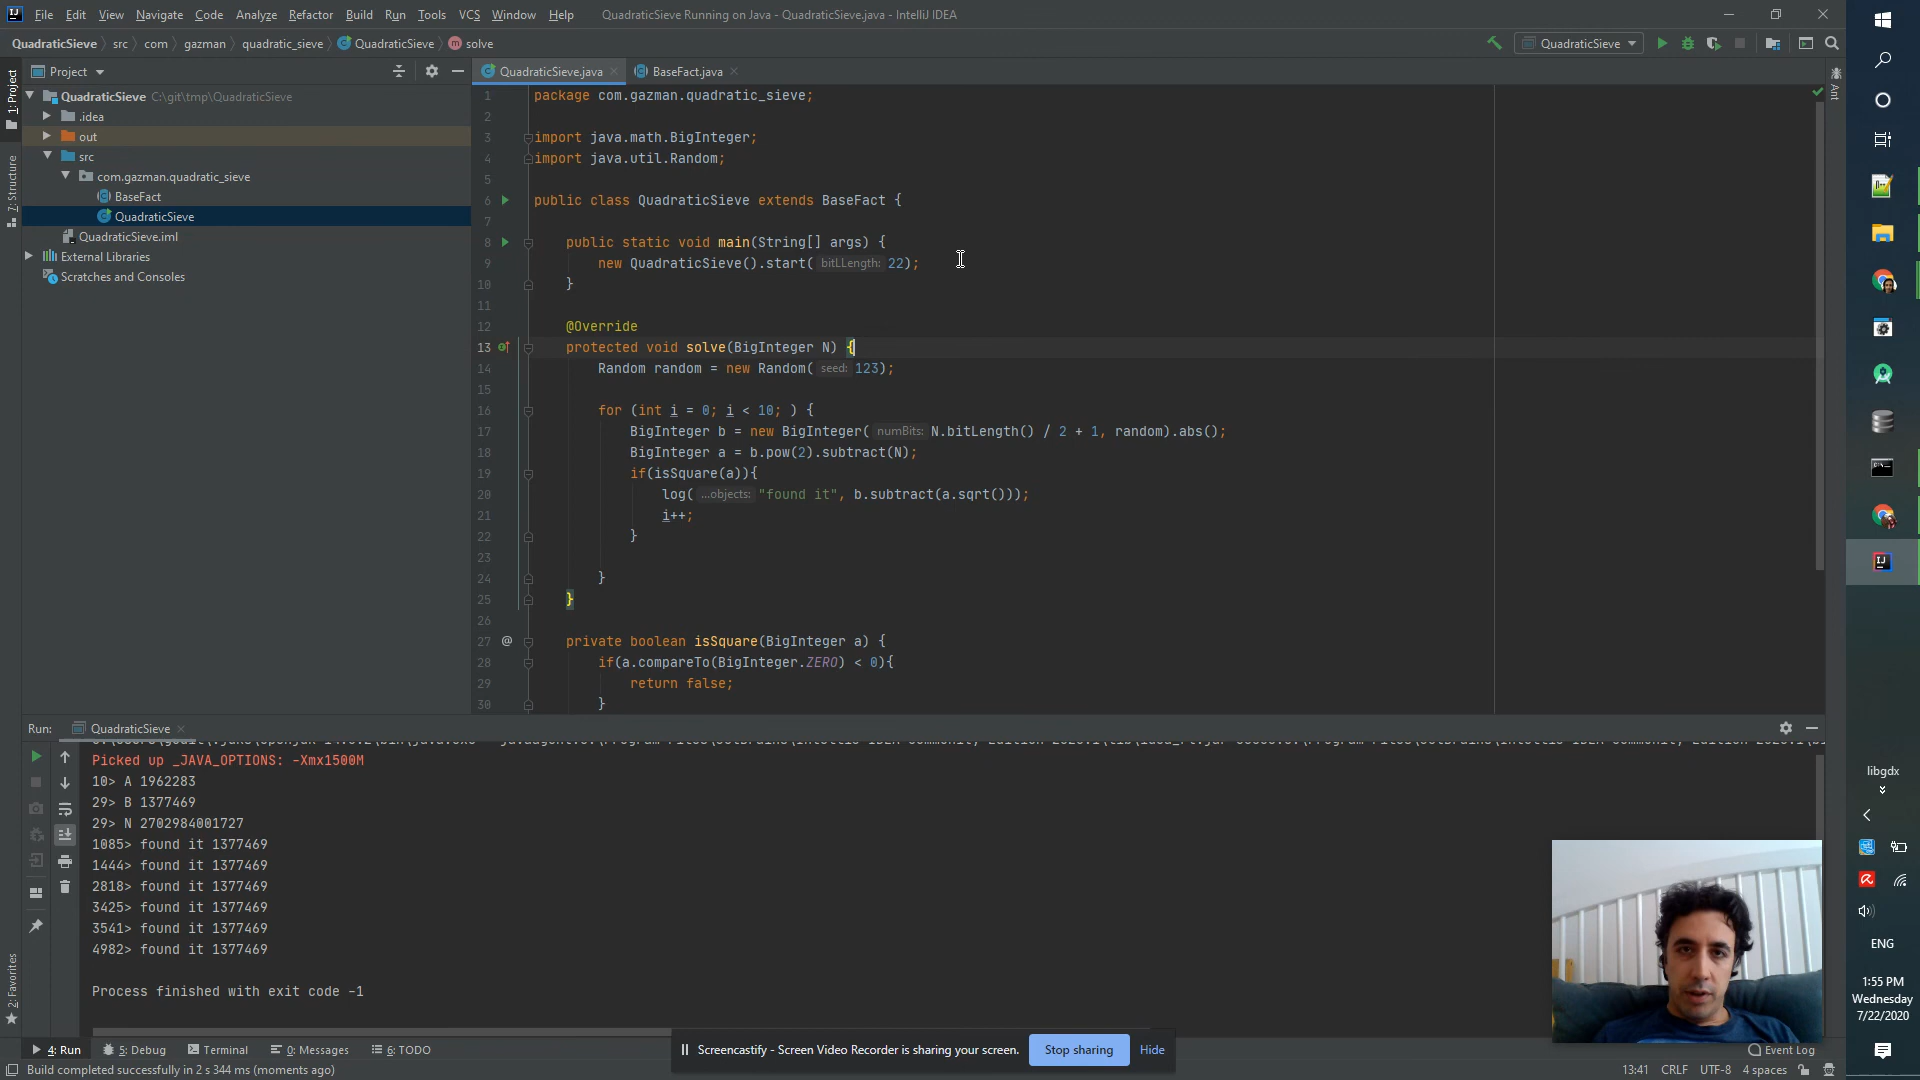 File Edit View Navigate Code Analyze Refactor Build Run Tools VCS Window Help QuadraticSieve Running on Java - QuadraticSieve.java - IntelliJ IDEA
QuadraticSieve src com gazman quadratic_sieve QuadraticSieve solve QuadraticSieve
Project
QuadraticSieve.java
BaseFact.java
1: Project
7: Structure
2: Favorites
Ant
QuadraticSieve C:\git\tmp\QuadraticSieve
.idea
out
src
com.gazman.quadratic_sieve
BaseFact
QuadraticSieve
QuadraticSieve.iml
External Libraries
Scratches and Consoles
1 package com.gazman.quadratic_sieve;
2
3 import java.math.BigInteger;
4 import java.util.Random;
5
6 public class QuadraticSieve extends BaseFact {
7
8 public static void main(String[] args) {
9 new QuadraticSieve().start( bitLLength: 22);
10 }
11
12 @Override
13 protected void solve(BigInteger N) {
14 Random random = new Random( seed: 123);
15
16 for (int i = 0; i < 10; ) {
17 BigInteger b = new BigInteger( numBits: N.bitLength() / 2 + 1, random).abs();
18 BigInteger a = b.pow(2).subtract(N);
19 if(isSquare(a)){
20 log( ...objects: "found it", b.subtract(a.sqrt()));
21 i++;
22 }
23
24 }
25 }
26
27 @ private boolean isSquare(BigInteger a) {
28 if(a.compareTo(BigInteger.ZERO) < 0){
29 return false;
30 }
Run: QuadraticSieve
Picked up _JAVA_OPTIONS: -Xmx1500M
10> A 1962283
29> B 1377469
29> N 2702984001727
1085> found it 1377469
1444> found it 1377469
2818> found it 1377469
3425> found it 1377469
3541> found it 1377469
4982> found it 1377469
Process finished with exit code -1
4: Run 5: Debug Terminal 0: Messages 6: TODO
Screencastify - Screen Video Recorder is sharing your screen. Stop sharing Hide
Event Log
Build completed successfully in 2 s 344 ms (moments ago)
13:41 CRLF UTF-8 4 spaces
libgdx
ENG
1:55 PM
Wednesday
7/22/2020